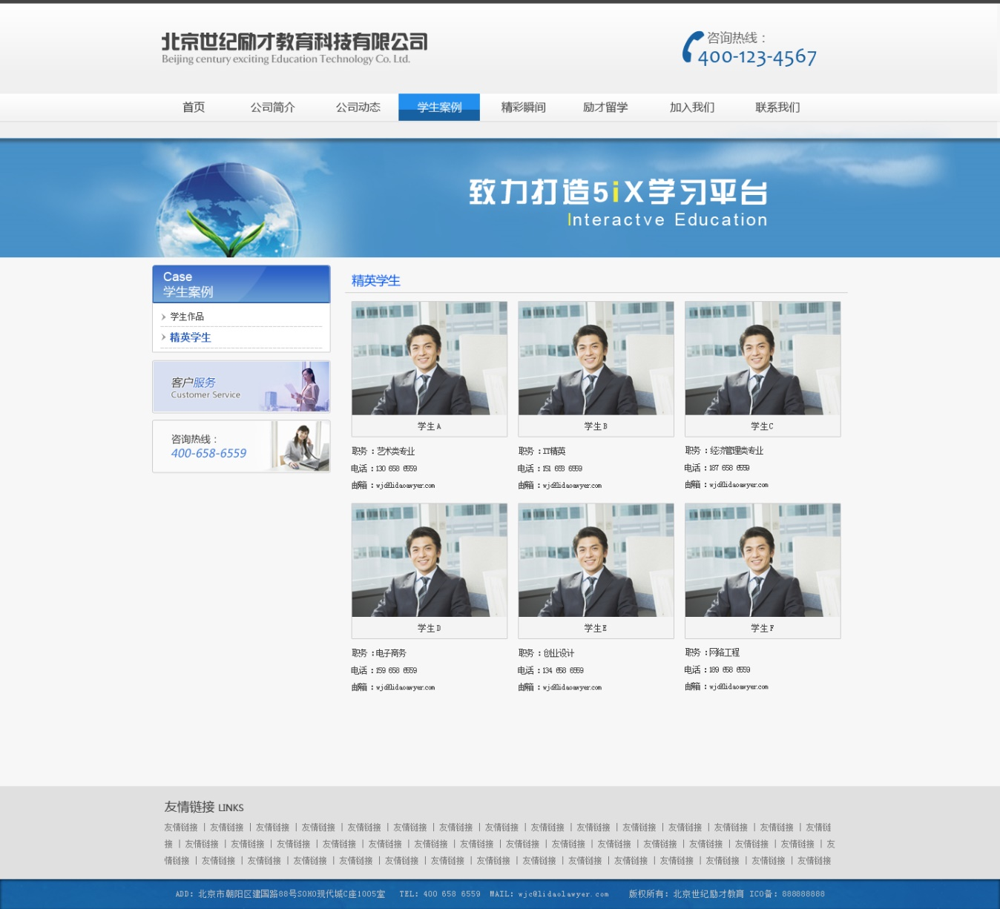 北京世纪励才教育科技有限公司
Beijing century exciting Education Technology Co. Ltd.
咨询热线：
400-123-4567
首页 公司简介 公司动态 学生案例 精彩瞬间 励才留学 加入我们 联系我们
致力打造5iX学习平台
Interactve Education
Case
学生案例
学生作品
精英学生
客户服务
Customer Service
咨询热线：
400-658-6559
精英学生
学生A 学生B 学生C
职务：艺术类专业 职务：IT精英 职务：经济管理类专业
电话：130 658 6559 电话：151 658 6559 电话：187 658 6559
邮箱：wjd@lidaolawyer.com 邮箱：wjd@lidaolawyer.com 邮箱：wjd@lidaolawyer.com
学生D 学生E 学生F
职务：电子商务 职务：创业设计 职务：网络工程
电话：159 658 6559 电话：134 658 6559 电话：189 658 6559
邮箱：wjd@lidaolawyer.com 邮箱：wjd@lidaolawyer.com 邮箱：wjd@lidaolawyer.com
友情链接 LINKS
友情链接 | 友情链接 | 友情链接 | 友情链接 | 友情链接 | 友情链接 | 友情链接 | 友情链接 | 友情链接 | 友情链接 | 友情链接 | 友情链接 | 友情链接 | 友情链接 | 友情链
接 | 友情链接 | 友情链接 | 友情链接 | 友情链接 | 友情链接 | 友情链接 | 友情链接 | 友情链接 | 友情链接 | 友情链接 | 友情链接 | 友情链接 | 友情链接 | 友情链接 | 友
情链接 | 友情链接 | 友情链接 | 友情链接 | 友情链接 | 友情链接 | 友情链接 | 友情链接 | 友情链接 | 友情链接 | 友情链接 | 友情链接 | 友情链接 | 友情链接 | 友情链接
ADD: 北京市朝阳区建国路88号SOHO现代城C座1005室 TEL: 400 658 6559 MAIL: wjc@lidaolawyer.com 版权所有: 北京世纪励才教育 ICO备: 888888888